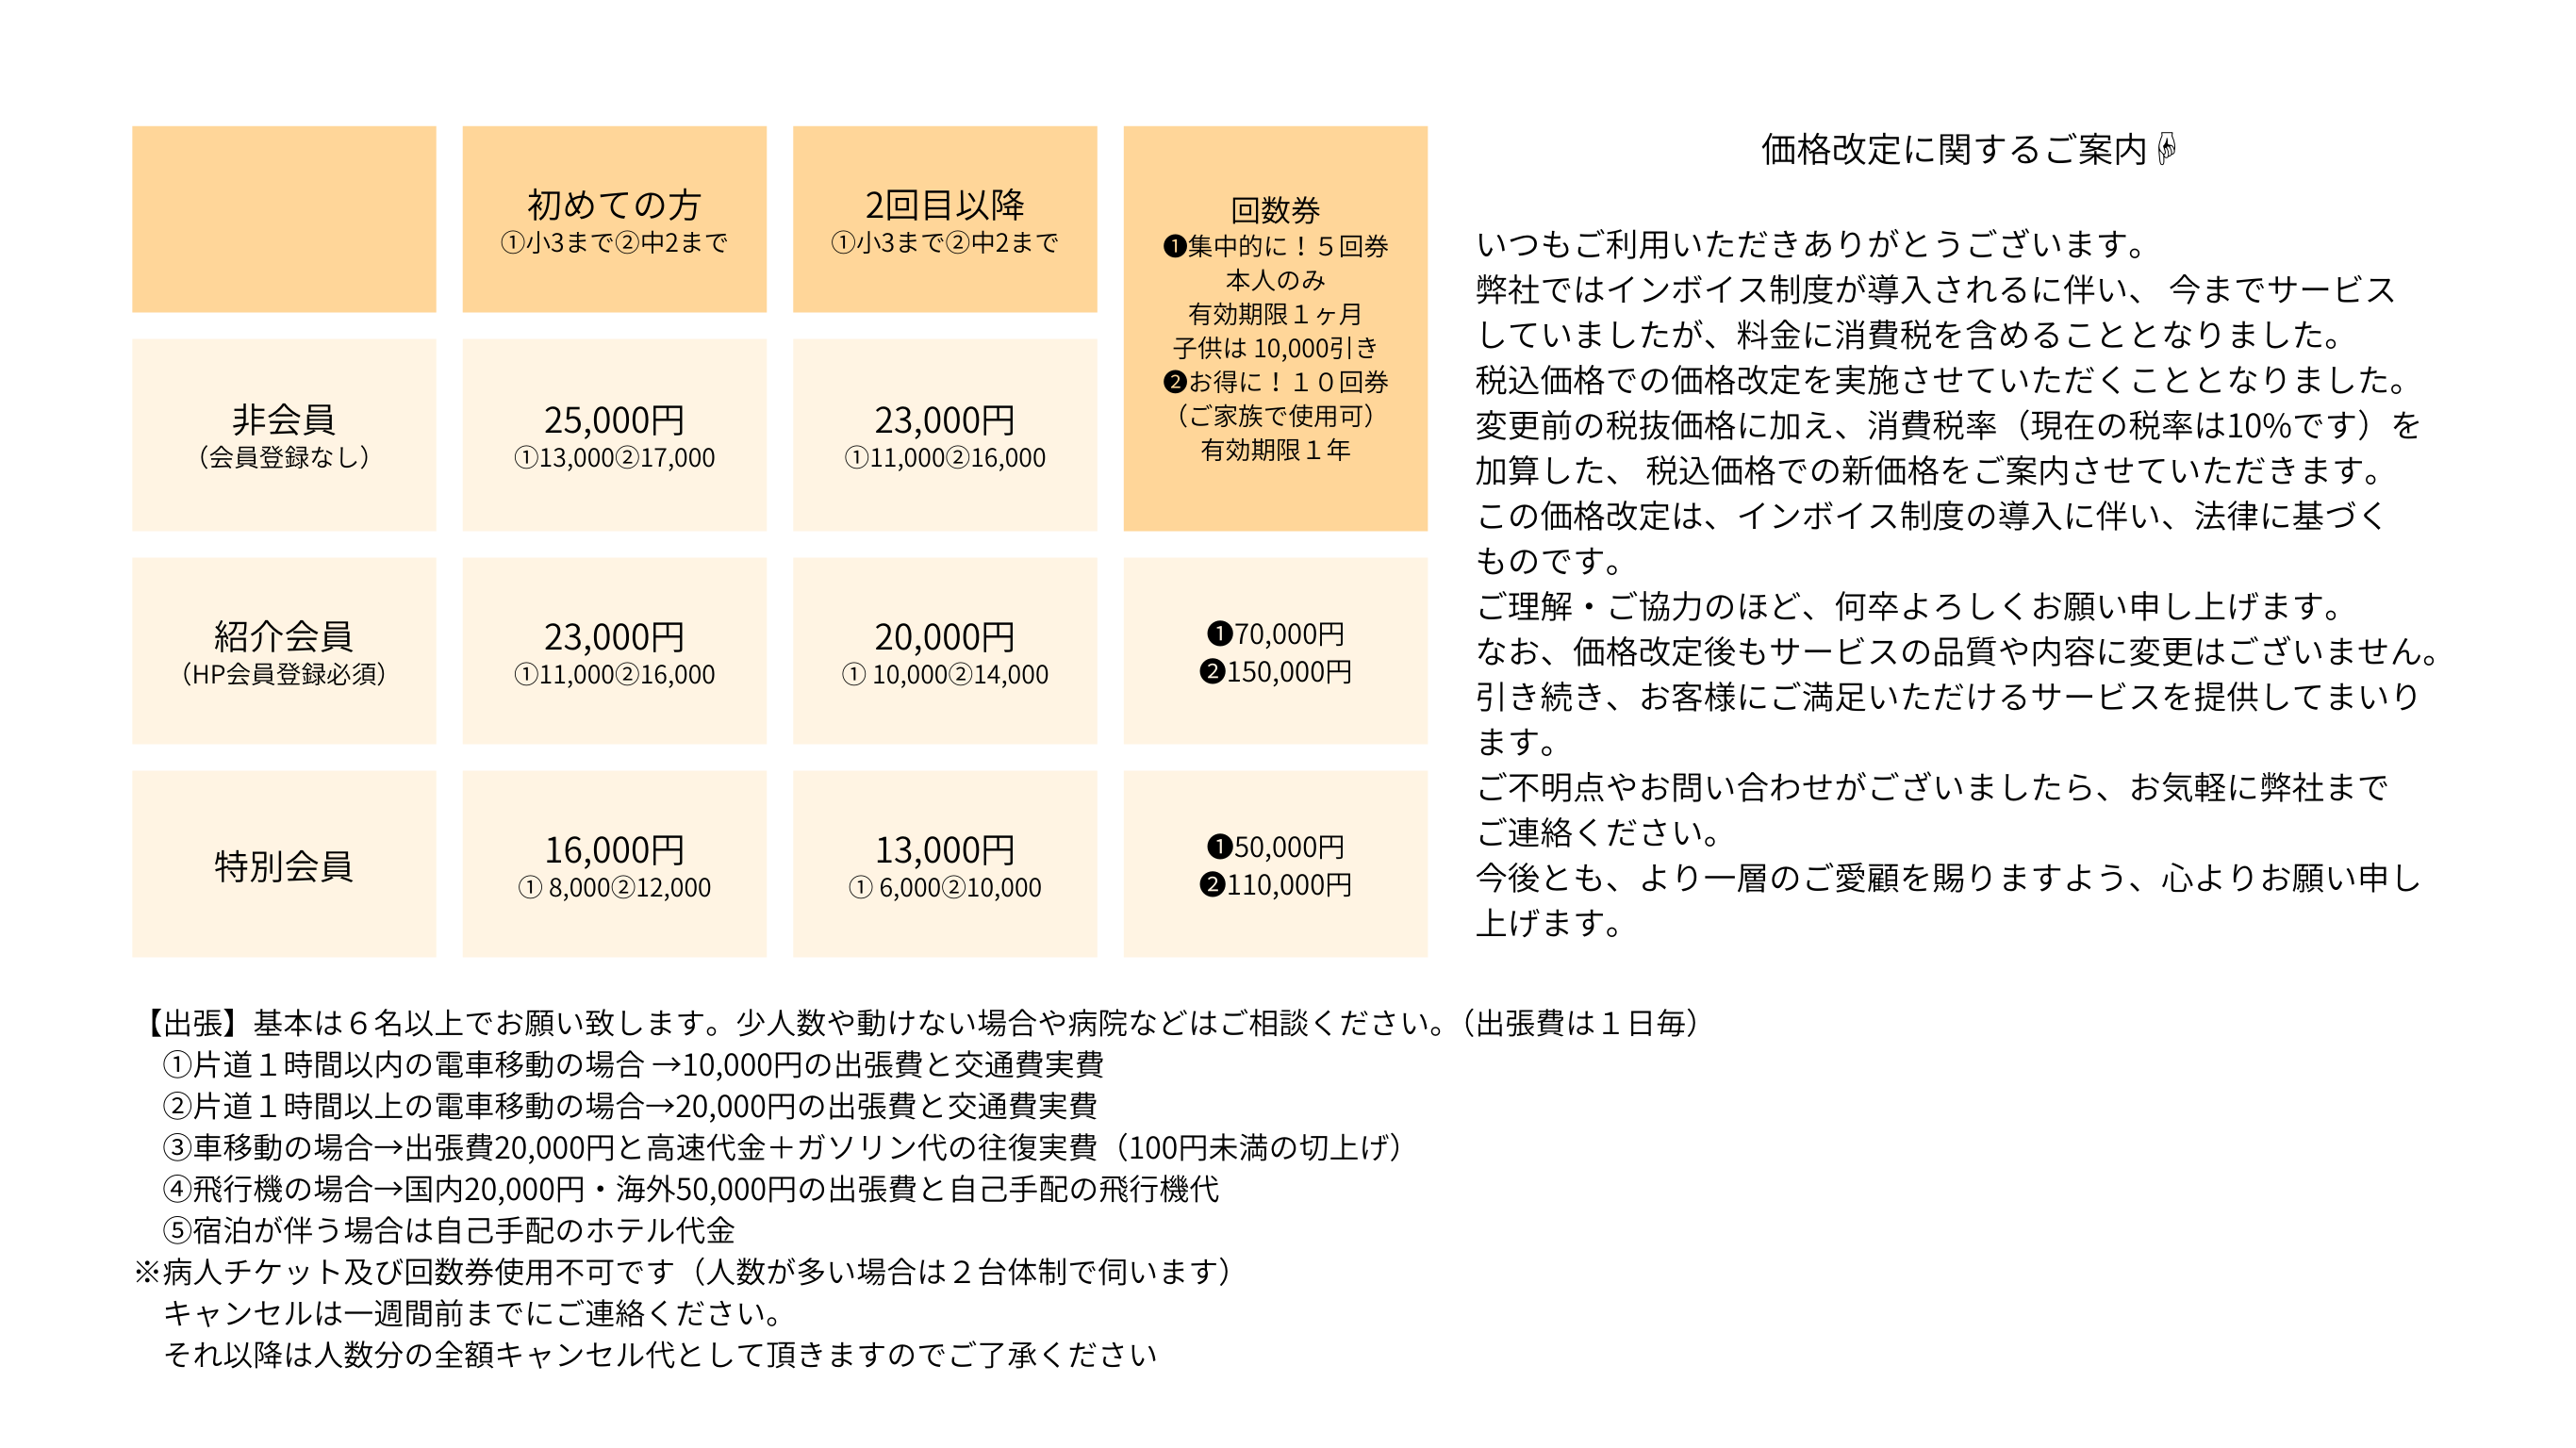 初めての方
①小3まで②中2まで
2回目以降
①小3まで②中2まで
回数券
❶集中的に！５回券
本人のみ
有効期限１ヶ月
子供は 10,000引き
❷お得に！１０回券
（ご家族で使用可）
有効期限１年
非会員
（会員登録なし）
25,000円
①13,000②17,000
23,000円
①11,000②16,000
紹介会員
（HP会員登録必須）
23,000円
①11,000②16,000
20,000円
① 10,000②14,000
❶70,000円
❷150,000円
特別会員
16,000円
① 8,000②12,000
13,000円
① 6,000②10,000
❶50,000円
❷110,000円
価格改定に関するご案内☟
いつもご利用いただきありがとうございます。
弊社ではインボイス制度が導入されるに伴い、 今までサービス
していましたが、料金に消費税を含めることとなりました。
税込価格での価格改定を実施させていただくこととなりました。
変更前の税抜価格に加え、消費税率（現在の税率は10%です）を
加算した、 税込価格での新価格をご案内させていただきます。
この価格改定は、インボイス制度の導入に伴い、法律に基づく
ものです。
ご理解・ご協力のほど、何卒よろしくお願い申し上げます。
なお、価格改定後もサービスの品質や内容に変更はございません。
引き続き、お客様にご満足いただけるサービスを提供してまいり
ます。
ご不明点やお問い合わせがございましたら、お気軽に弊社まで
ご連絡ください。
今後とも、より一層のご愛顧を賜りますよう、心よりお願い申し
上げます。
【出張】基本は６名以上でお願い致します。少人数や動けない場合や病院などはご相談ください。（出張費は１日毎）
①片道１時間以内の電車移動の場合 →10,000円の出張費と交通費実費
②片道１時間以上の電車移動の場合→20,000円の出張費と交通費実費
③車移動の場合→出張費20,000円と高速代金＋ガソリン代の往復実費（100円未満の切上げ）
④飛行機の場合→国内20,000円・海外50,000円の出張費と自己手配の飛行機代
⑤宿泊が伴う場合は自己手配のホテル代金
※病人チケット及び回数券使用不可です（人数が多い場合は２台体制で伺います）
キャンセルは一週間前までにご連絡ください。
それ以降は人数分の全額キャンセル代として頂きますのでご了承ください